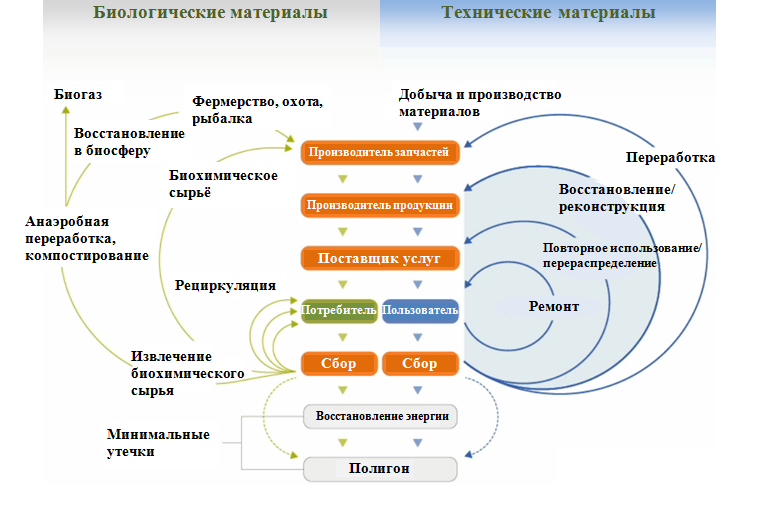 Биологические материалы
Технические материалы
Биогаз
Фермерство, охота,
рыбалка
Добыча и производство
материалов
Восстановление
в биосферу
Производитель запчастей
Переработка
Биохимическое
сырьё
Восстановление/
реконструкция
Производитель продукции
Анаэробная
переработка,
компостирование
Поставщик услуг
Повторное использование/
перераспределение
Рециркуляция
Потребитель
Пользователь
Ремонт
Извлечение
биохимического
сырья
Сбор
Сбор
Восстановление энергии
Минимальные
утечки
Полигон